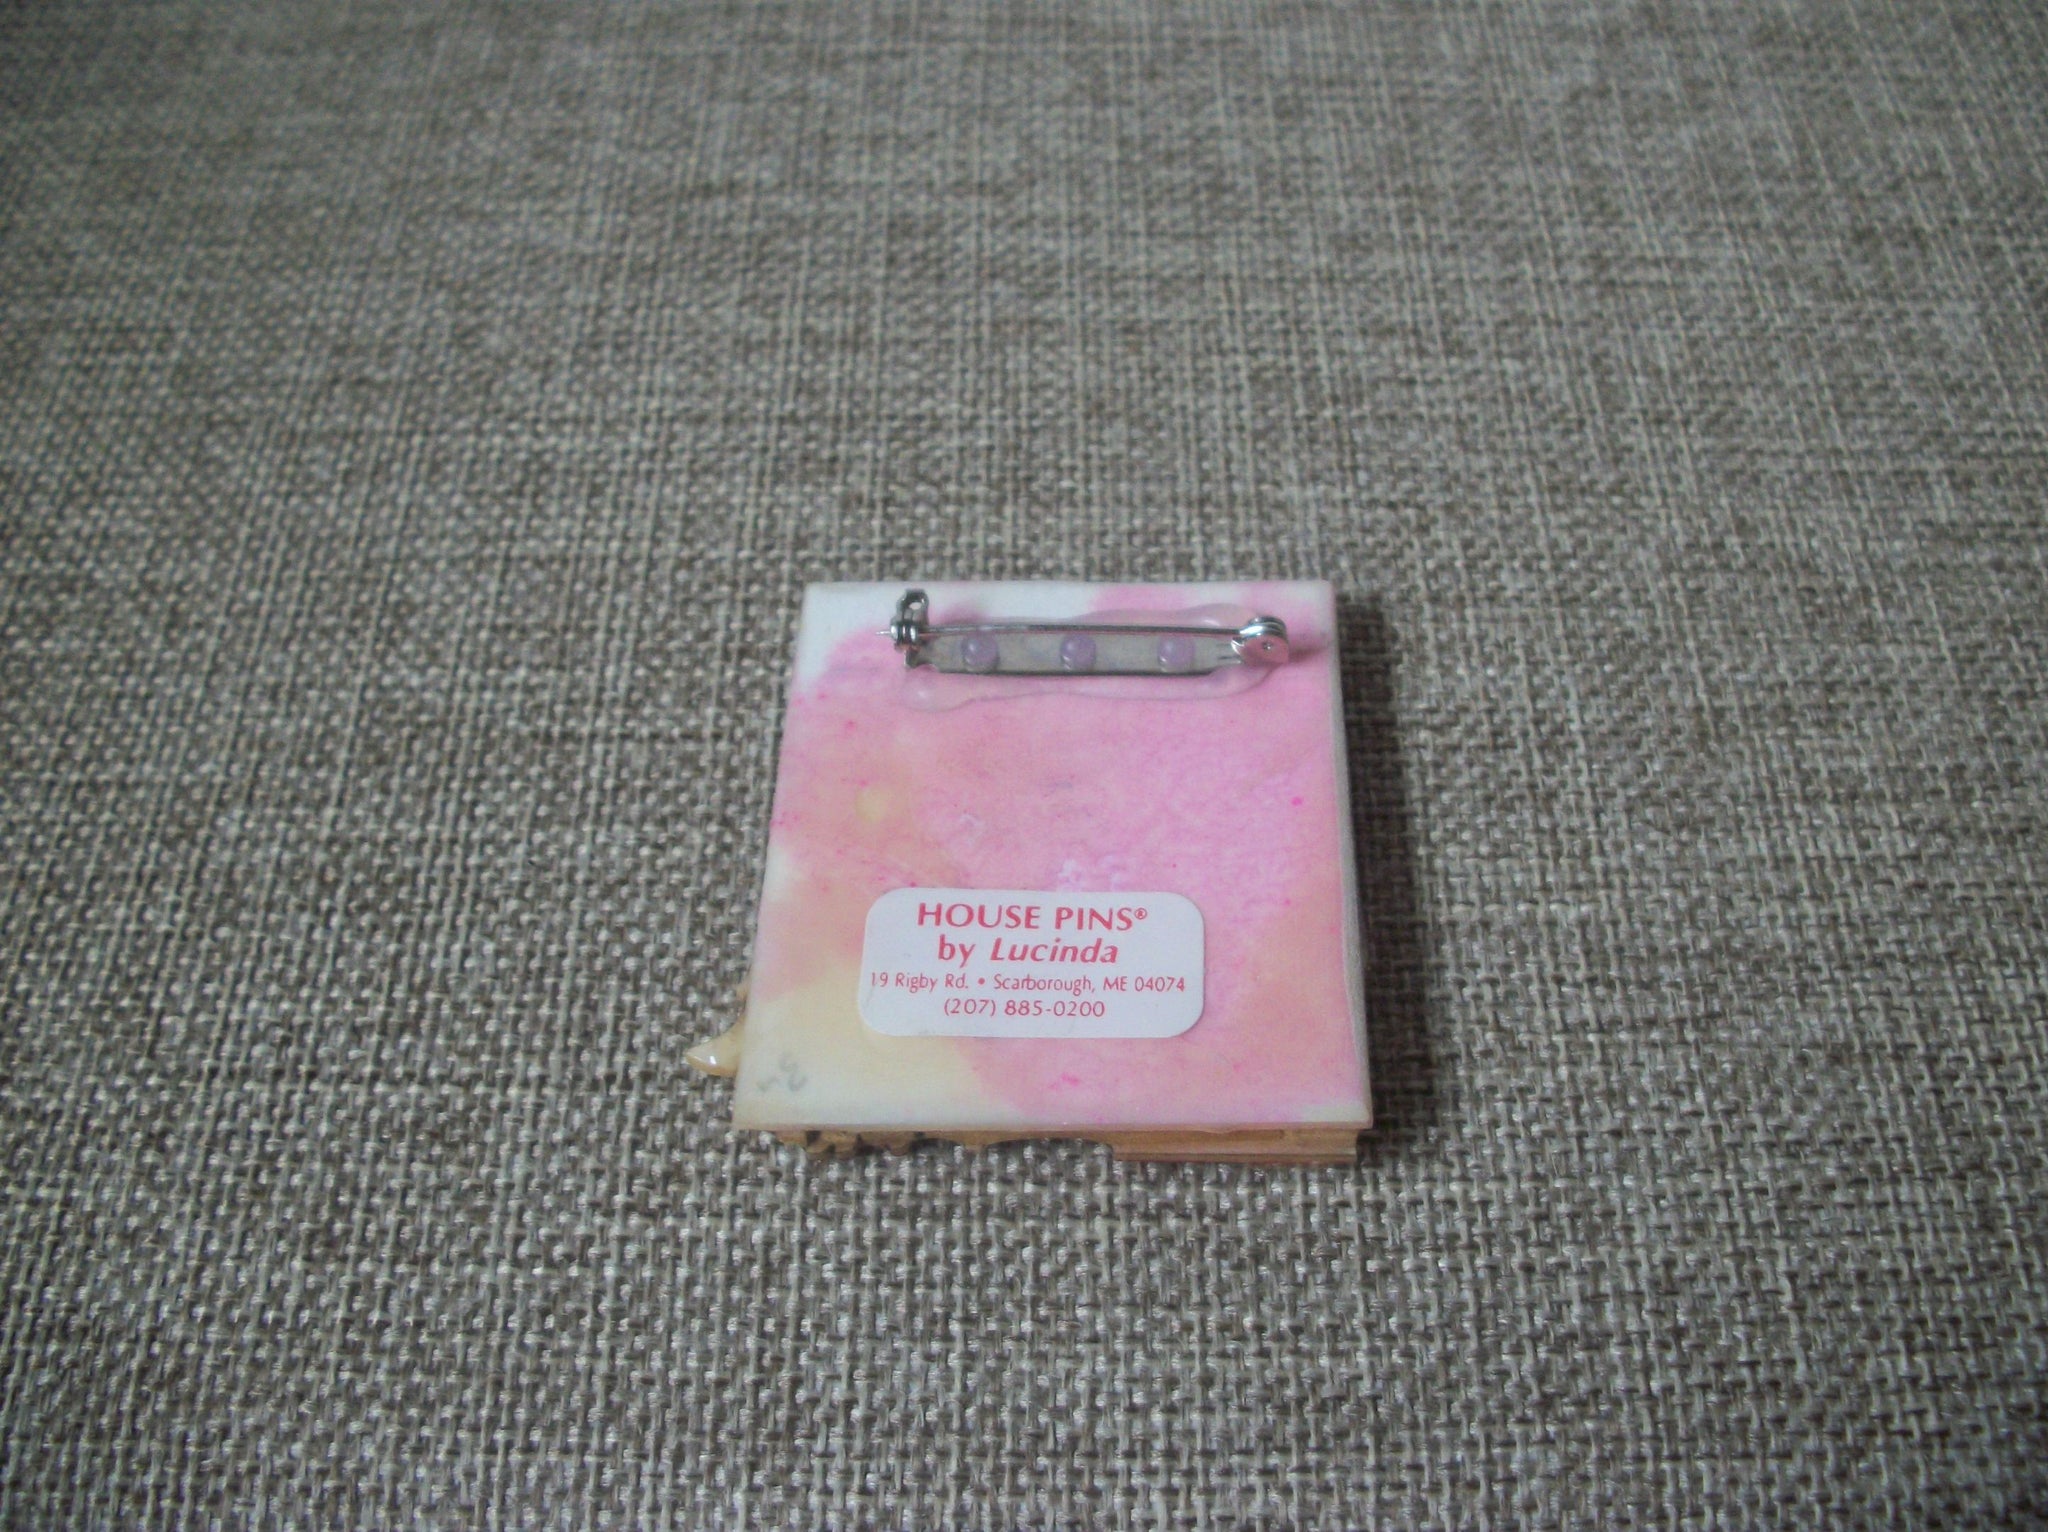 HOUSE PINS®
by Lucinda
19 Rigby Rd. • Scarborough, ME 04074
(207) 885-0200